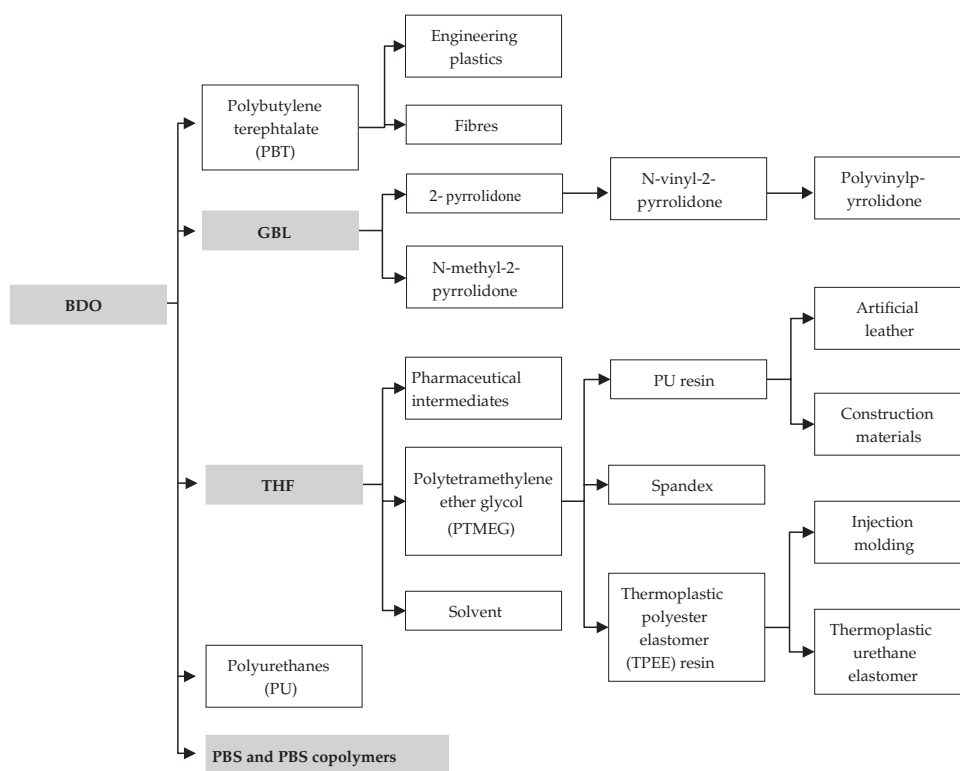 Engineering
plastics
Polybutylene
terephtalate
(PBT)
Fibres
GBL
2- pyrrolidone
N-vinyl-2-
pyrrolidone
Polyvinylp-
yrrolidone
N-methyl-2-
pyrrolidone
BDO
Artificial
leather
Pharmaceutical
intermediates
PU resin
Construction
materials
THF
Polytetramethylene
ether glycol
(PTMEG)
Spandex
Injection
molding
Solvent
Thermoplastic
polyester
elastomer
(TPEE) resin
Thermoplastic
urethane
elastomer
Polyurethanes
(PU)
PBS and PBS copolymers